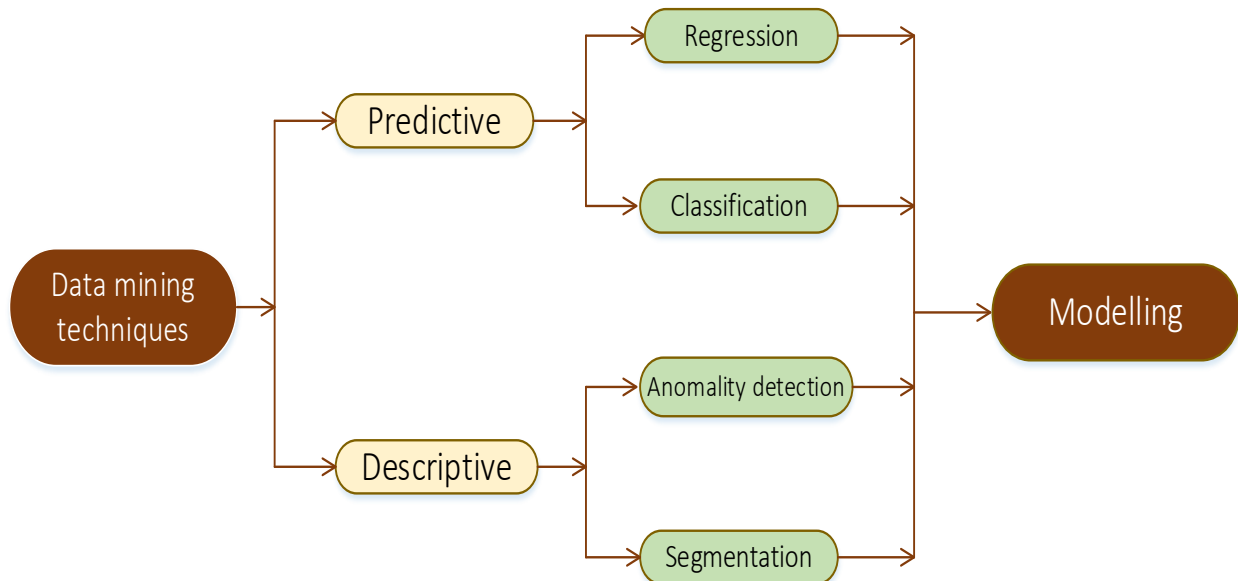 Data mining
techniques
Predictive
Descriptive
Regression
Classification
Anomality detection
Segmentation
Modelling